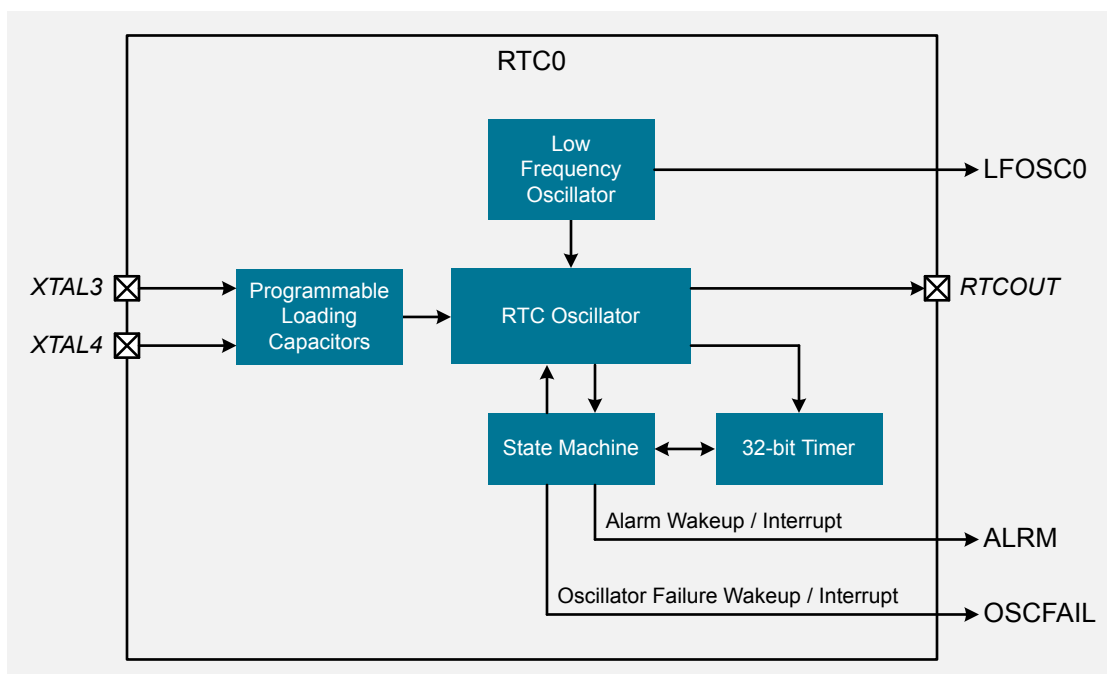 RTC0
Low
Frequency
Oscillator
LFOSC0
XTAL3
XTAL4
Programmable
Loading
Capacitors
RTC Oscillator
RTCOUT
State Machine
32-bit Timer
Alarm Wakeup / Interrupt
ALRM
Oscillator Failure Wakeup / Interrupt
OSCFAIL